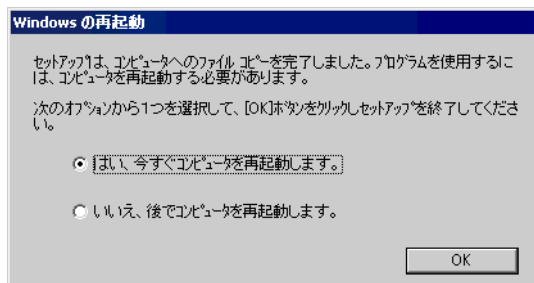 Windows の再起動
セットアップは、コンピュータへのファイル コピーを完了しました。プログラムを使用するに
は、コンピュータを再起動する必要があります。
次のオプションから1つを選択して、[OK]ボタンをクリックしセットアップを終了してくださ
い。
はい、今すぐコンピュータを再起動します。
いいえ、後でコンピュータを再起動します。
OK